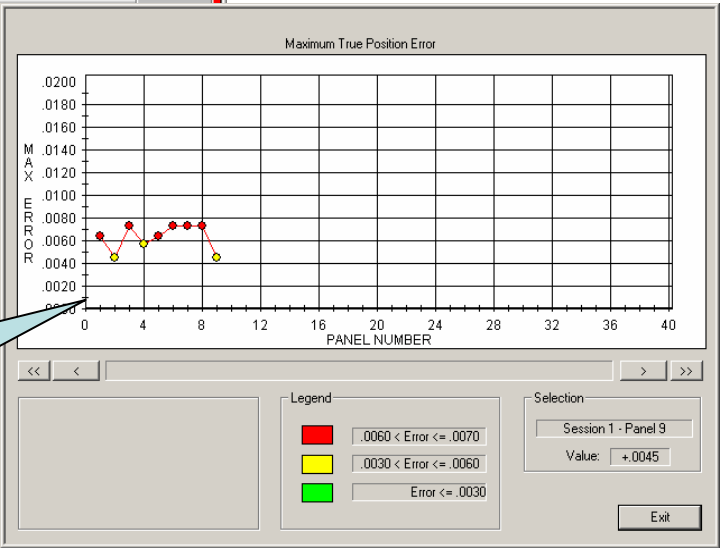 Maximum True Position Error
MAX ERROR
.0200
.0180
.0160
.0140
.0120
.0100
.0080
.0060
.0040
.0020
0 4 8 12 16 20 24 28 32 36 40
PANEL NUMBER
<< < > >>
Legend
.0060 < Error <= .0070
.0030 < Error <= .0060
Error <= .0030
Selection
Session 1 - Panel 9
Value: +.0045
Exit